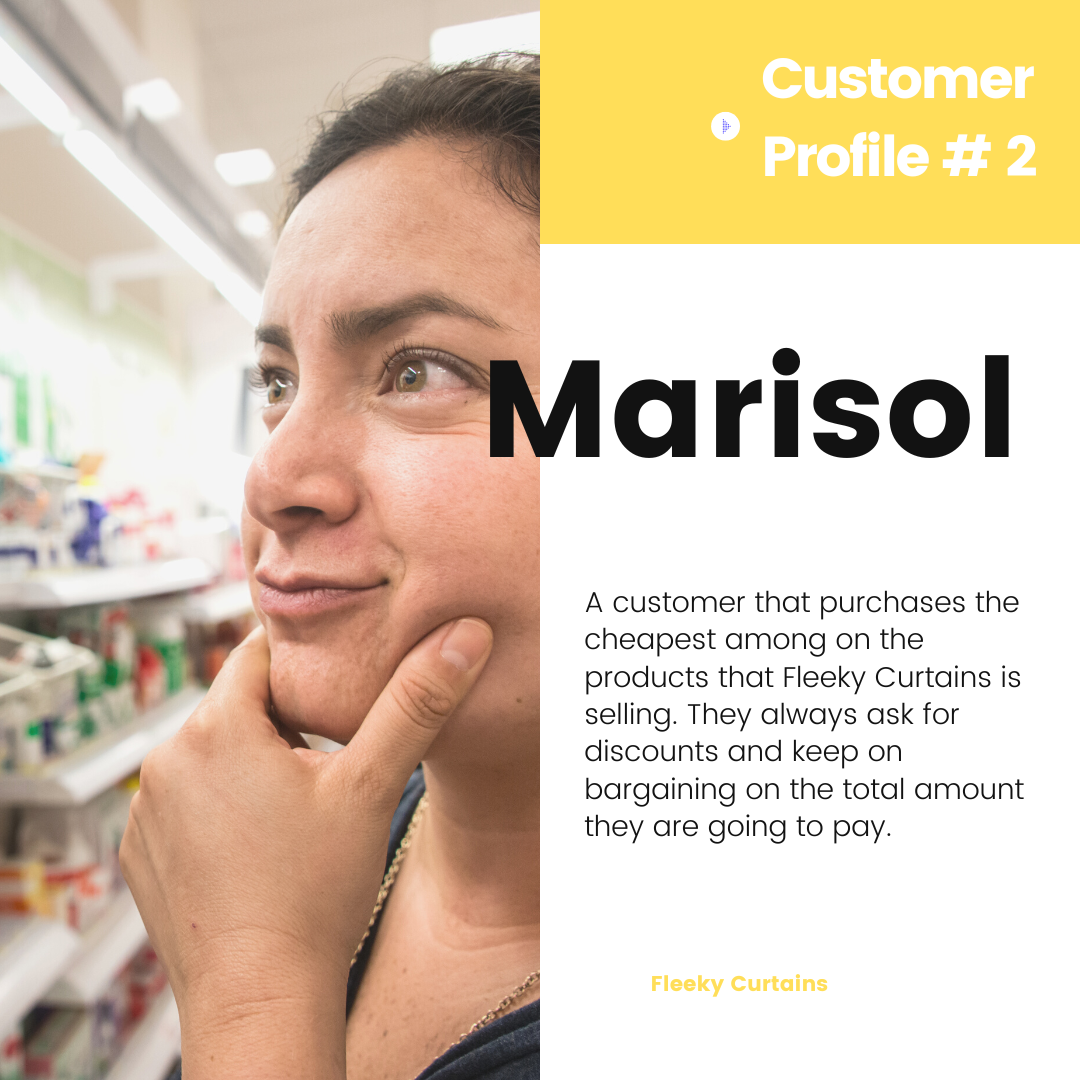 Customer
Profile # 2
Marisol
A customer that purchases the
cheapest among on the
products that Fleeky Curtains is
selling. They always ask for
discounts and keep on
bargaining on the total amount
they are going to pay.
Fleeky Curtains